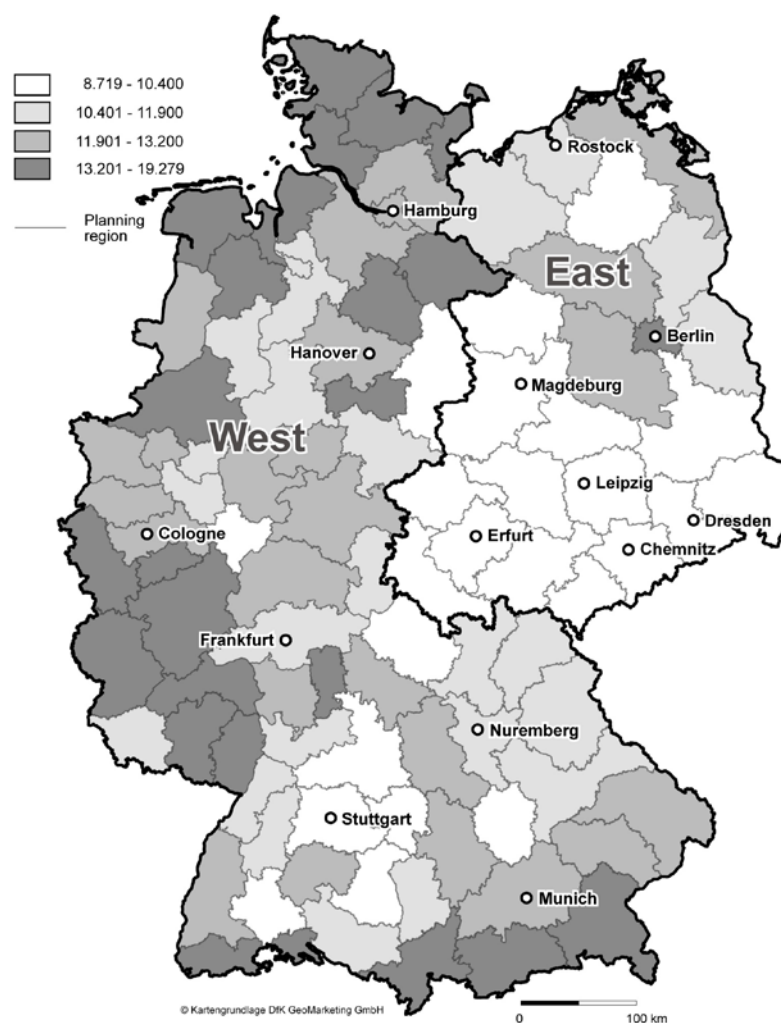 8.719 - 10.400
10.401 - 11.900
11.901 - 13.200
13.201 - 19.279
Planning
region
Rostock
Hamburg
East
Berlin
Hanover
Magdeburg
West
Leipzig
Cologne
Erfurt
Dresden
Chemnitz
Frankfurt
Nuremberg
Stuttgart
Munich
© Kartengrundlage DfK GeoMarketing GmbH
0 100 km